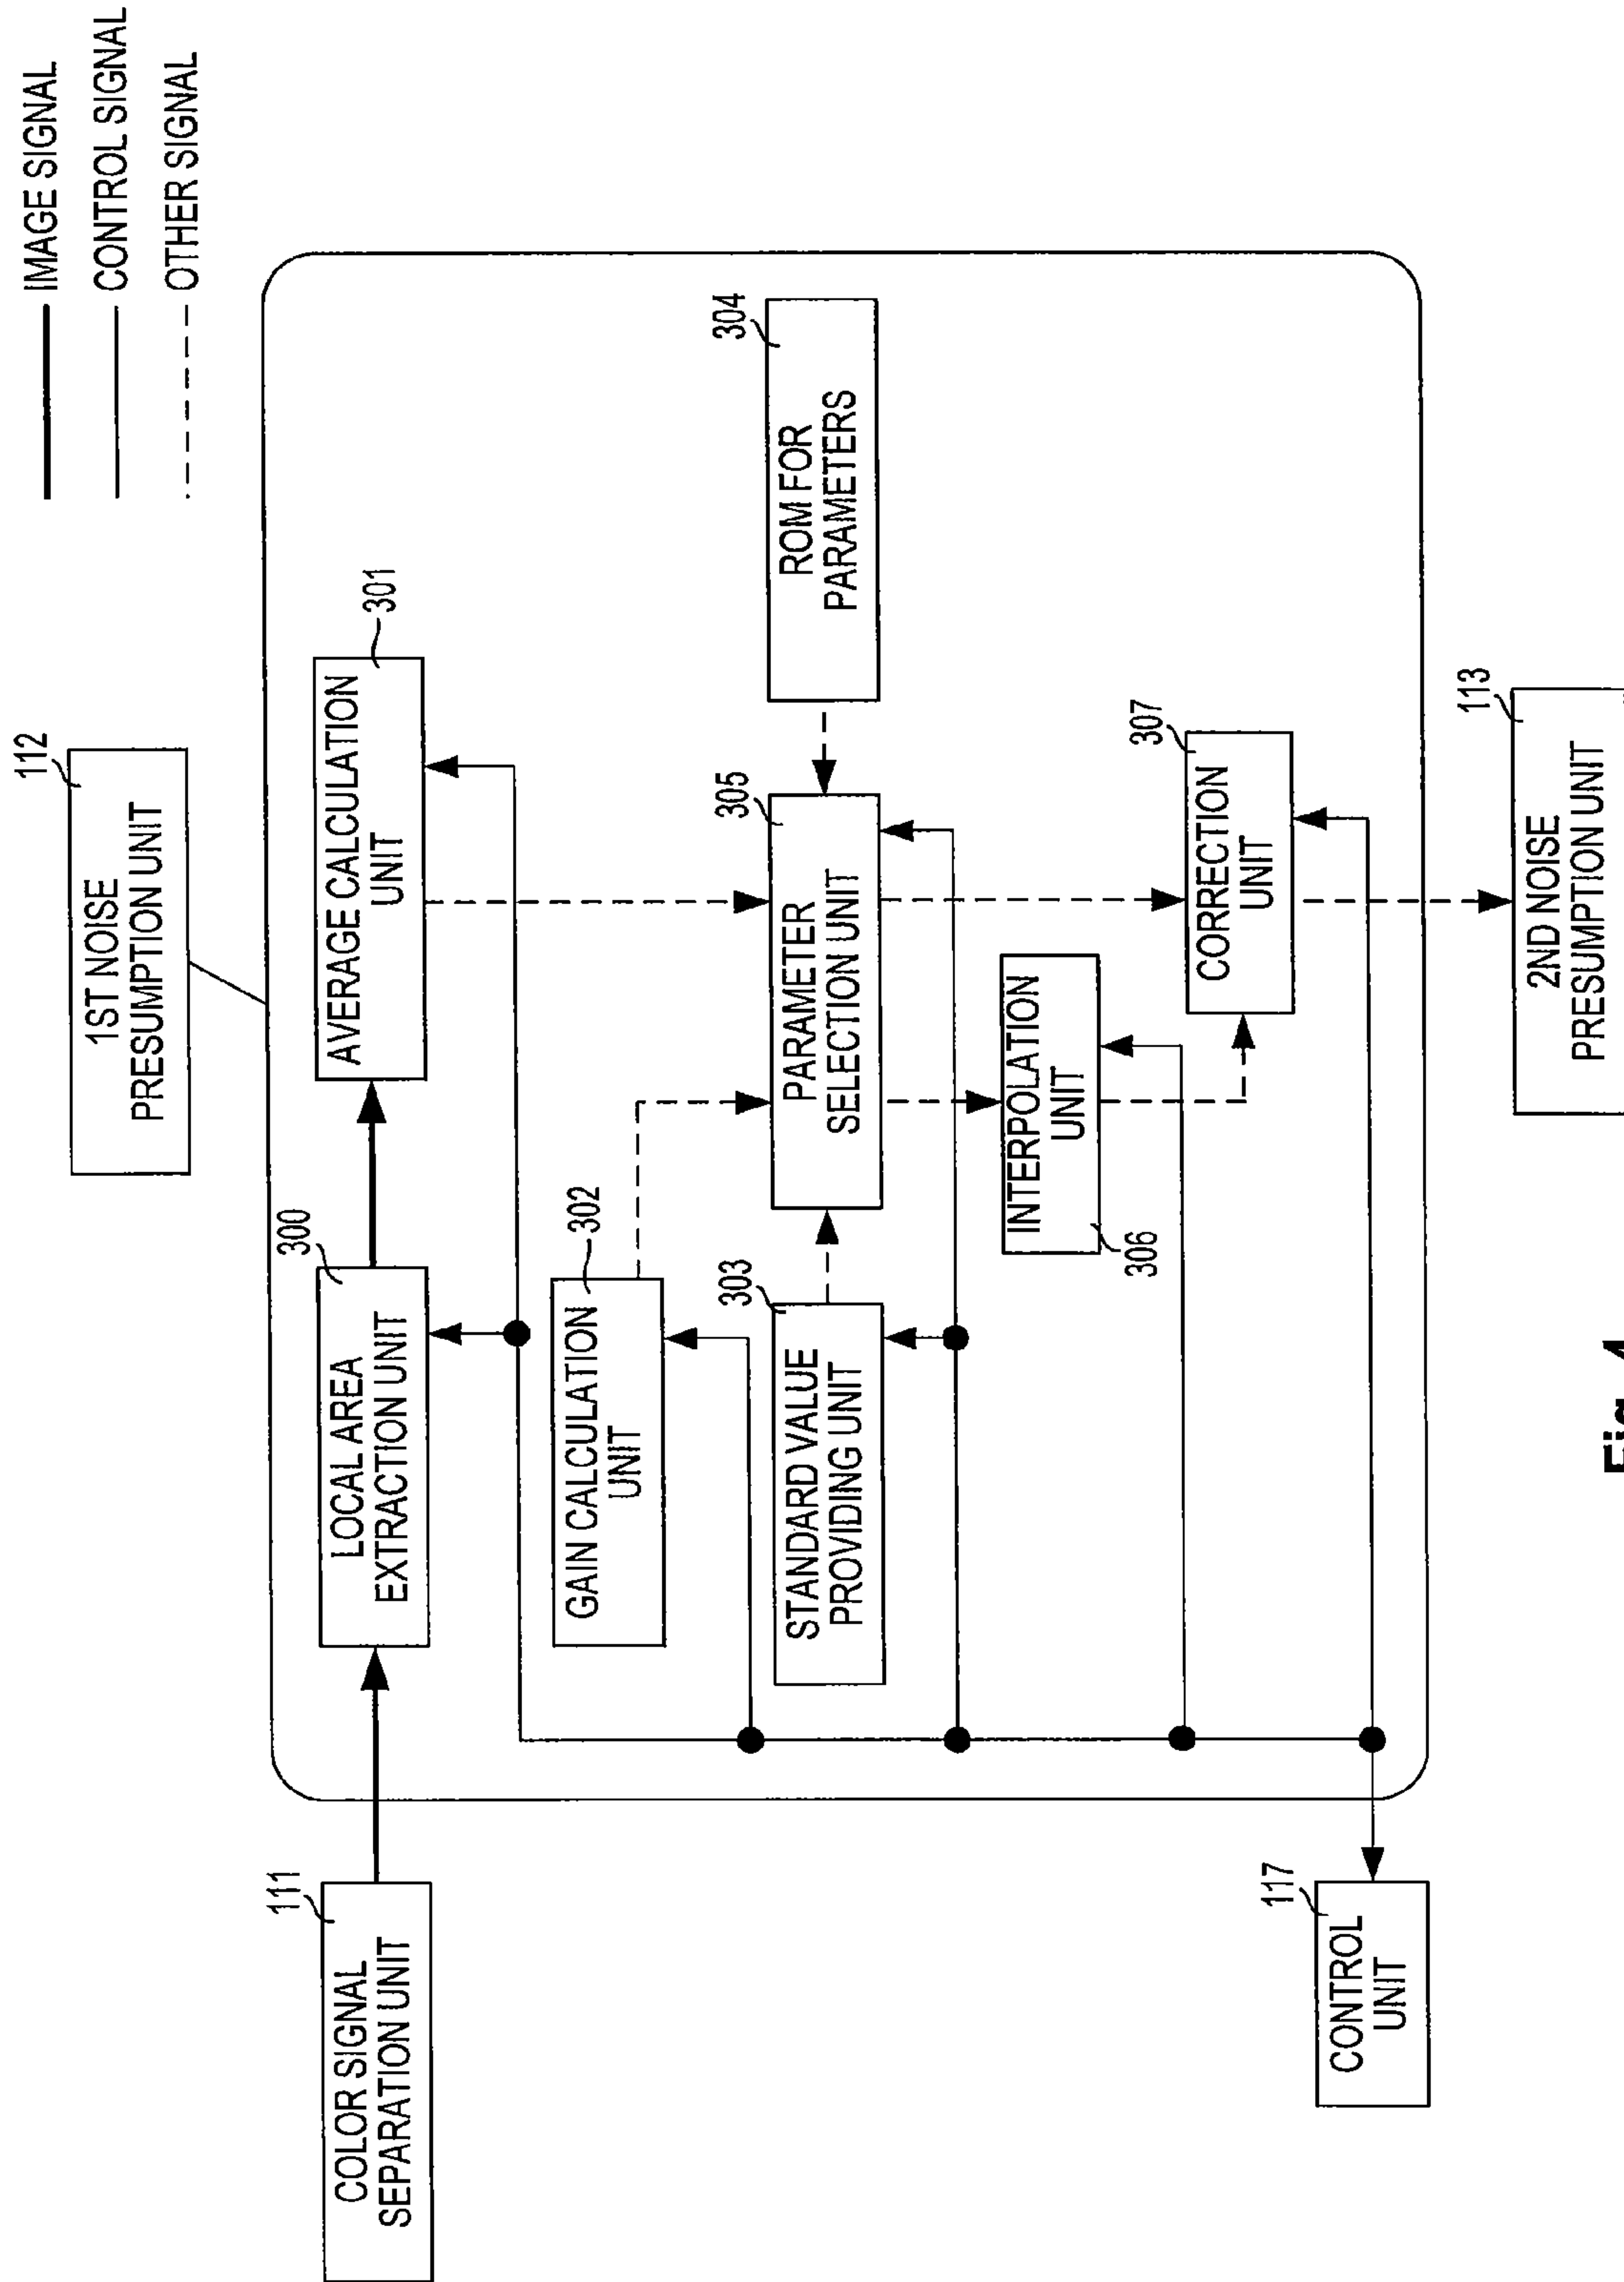 IMAGE SIGNAL
CONTROL SIGNAL
OTHER SIGNAL
112
1ST NOISE
PRESUMPTION UNIT
111
COLOR SIGNAL
SEPARATION UNIT
300
LOCAL AREA
EXTRACTION UNIT
301
AVERAGE CALCULATION
UNIT
302
GAIN CALCULATION
UNIT
303
STANDARD VALUE
PROVIDING UNIT
305
PARAMETER
SELECTION UNIT
304
ROM FOR
PARAMETERS
INTERPOLATION
UNIT
306
307
CORRECTION
UNIT
117
CONTROL
UNIT
113
2ND NOISE
PRESUMPTION UNIT